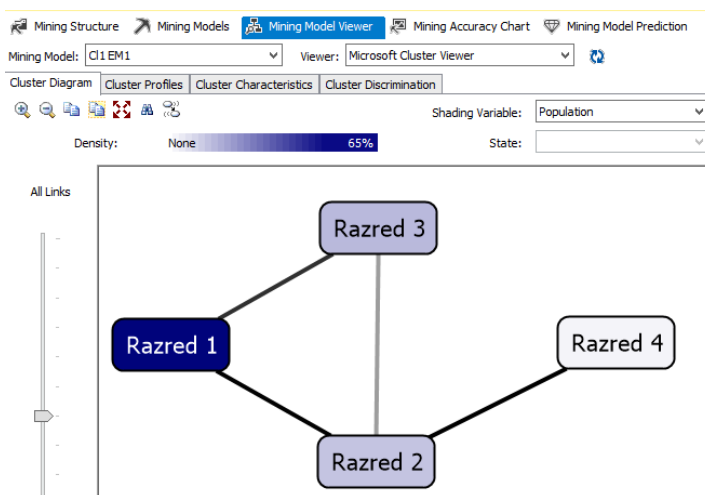 Mining Structure Mining Models Mining Model Viewer Mining Accuracy Chart Mining Model Prediction
Mining Model: Cl1 EM1 Viewer: Microsoft Cluster Viewer
Cluster Diagram Cluster Profiles Cluster Characteristics Cluster Discrimination
Shading Variable: Population
Density: None 65% State:
All Links
Razred 3
Razred 1
Razred 4
Razred 2